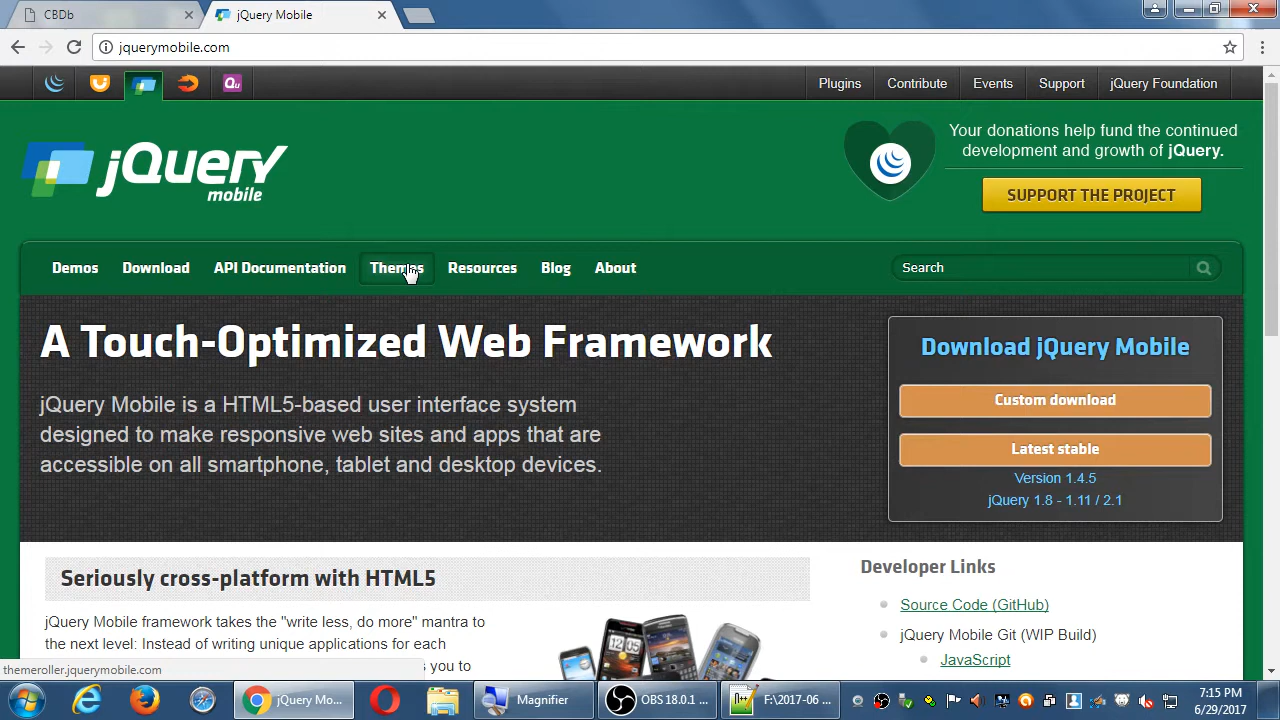 CBDb
jQuery Mobile
jquerymobile.com
Qu
Plugins Contribute Events Support jQuery Foundation
jQuery
mobile
Your donations help fund the continued
development and growth of jQuery.
SUPPORT THE PROJECT
Demos Download API Documentation Themes Resources Blog About
Search
A Touch-Optimized Web Framework
jQuery Mobile is a HTML5-based user interface system
designed to make responsive web sites and apps that are
accessible on all smartphone, tablet and desktop devices.
Download jQuery Mobile
Custom download
Latest stable
Version 1.4.5
jQuery 1.8 - 1.11 / 2.1
Seriously cross-platform with HTML5
jQuery Mobile framework takes the "write less, do more" mantra to
the next level: Instead of writing unique applications for each
s you to
Developer Links
Source Code (GitHub)
jQuery Mobile Git (WIP Build)
JavaScript
themeroller.jquerymobile.com
jQuery Mo...
Magnifier
OBS 18.0.1 ...
F:\2017-06 ...
7:15 PM
6/29/2017